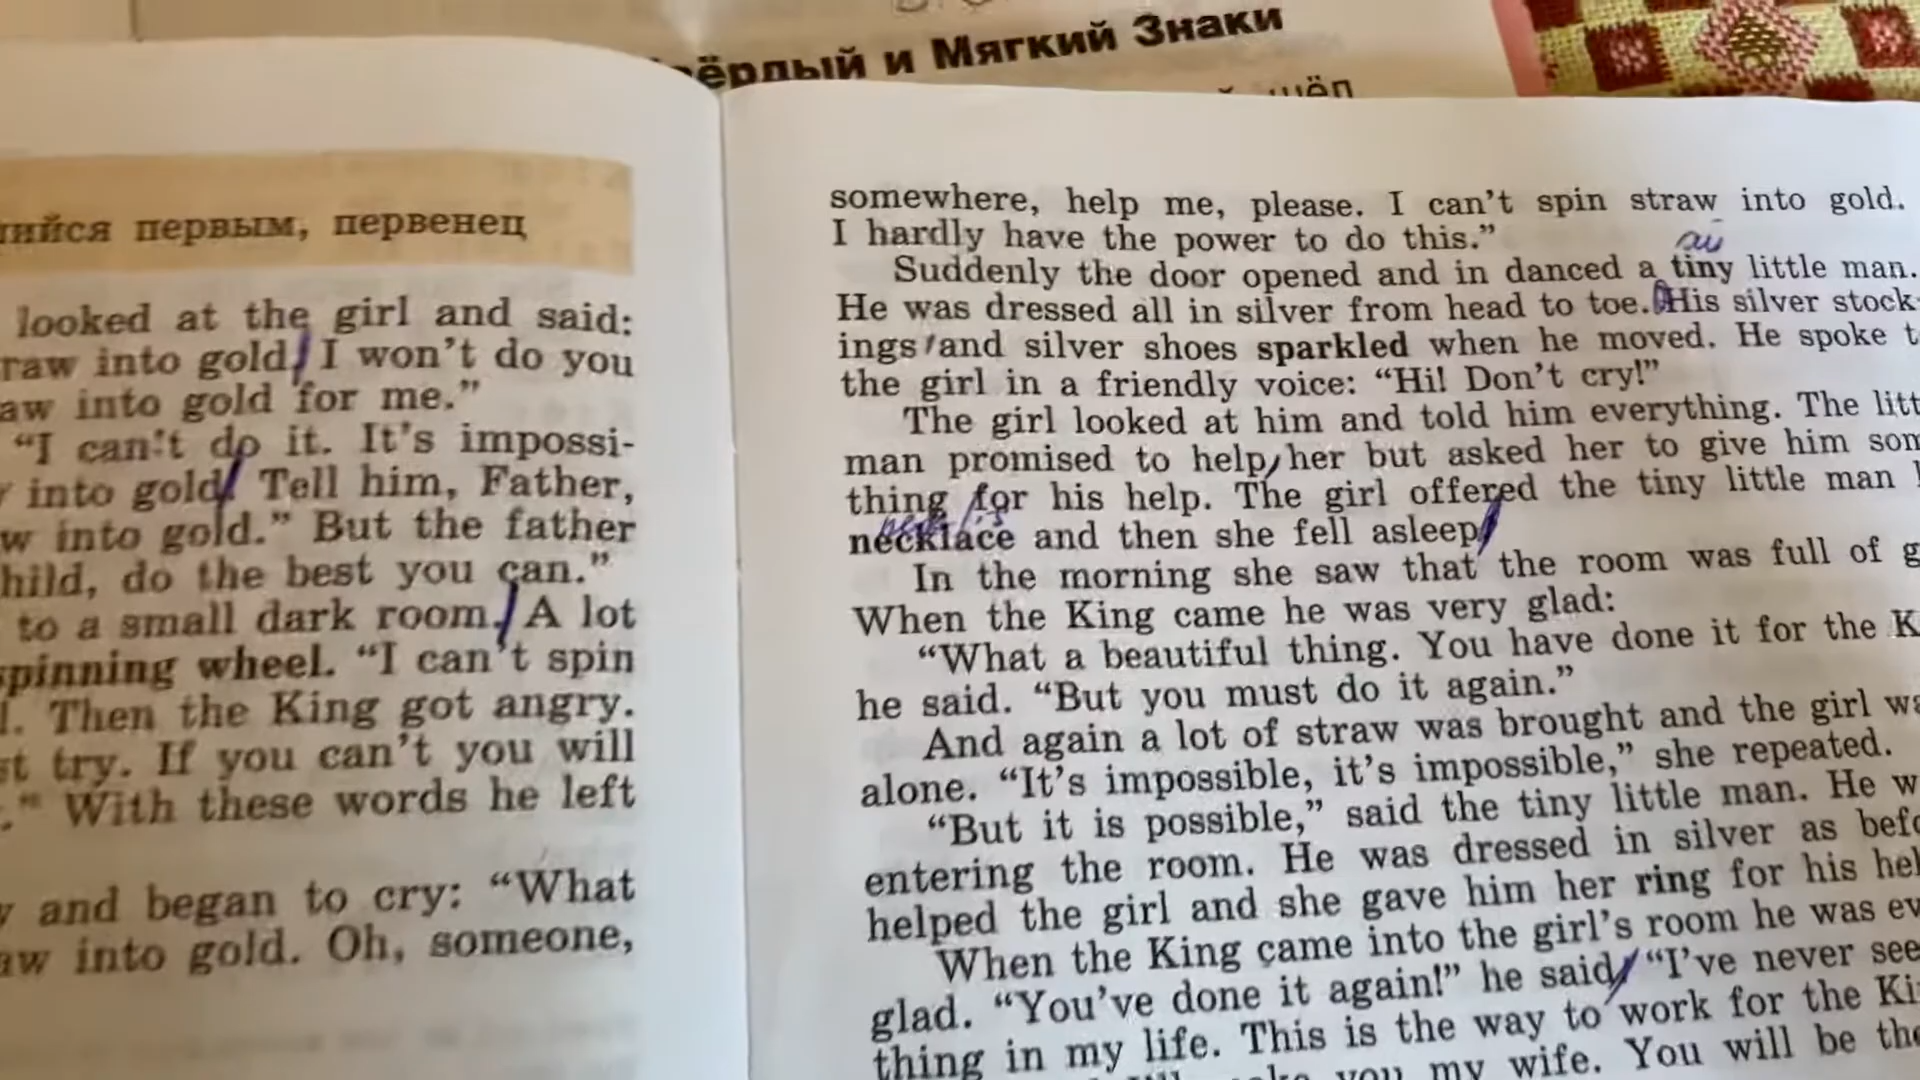 и Мягкий Знаки
первым, первенец
looked at the girl and said:
into gold, I won't do you
into gold for me."
"I can't do it. It's impossi-
into gold. Tell him, Father,
into gold." But the father
do the best you can."
to a small dark room. A lot
spinning wheel. "I can't spin
Then the King got angry.
try. If you can't you will
With these words he left
and began to cry: "What
into gold. Oh, someone,
somewhere, help me, please. I can't spin straw into gold.
I hardly have the power to do this."
ai
Suddenly the door opened and in danced a tiny little man.
He was dressed all in silver from head to toe. His silver stock-
ings and silver shoes sparkled when he moved. He spoke
the girl in a friendly voice: "Hi! Don't cry!"
The girl looked at him and told him everything. The
man promised to help her but asked her to give him
thing for his help. The girl offered the tiny little man
necklace and then she fell asleep.
In the morning she saw that the room was full of
When the King came he was very glad:
"What a beautiful thing. You have done it for the
he said. "But you must do it again."
And again a lot of straw was brought and the girl
alone. "It's impossible, it's impossible," she repeated.
"But it is possible," said the tiny little man. He
entering the room. He was dressed in silver as
helped the girl and she gave him her ring for his
When the King came into the girl's room he was
glad. "You've done it again!" he said. "I've never
thing in my life. This is the way to work for the
you my wife. You will be